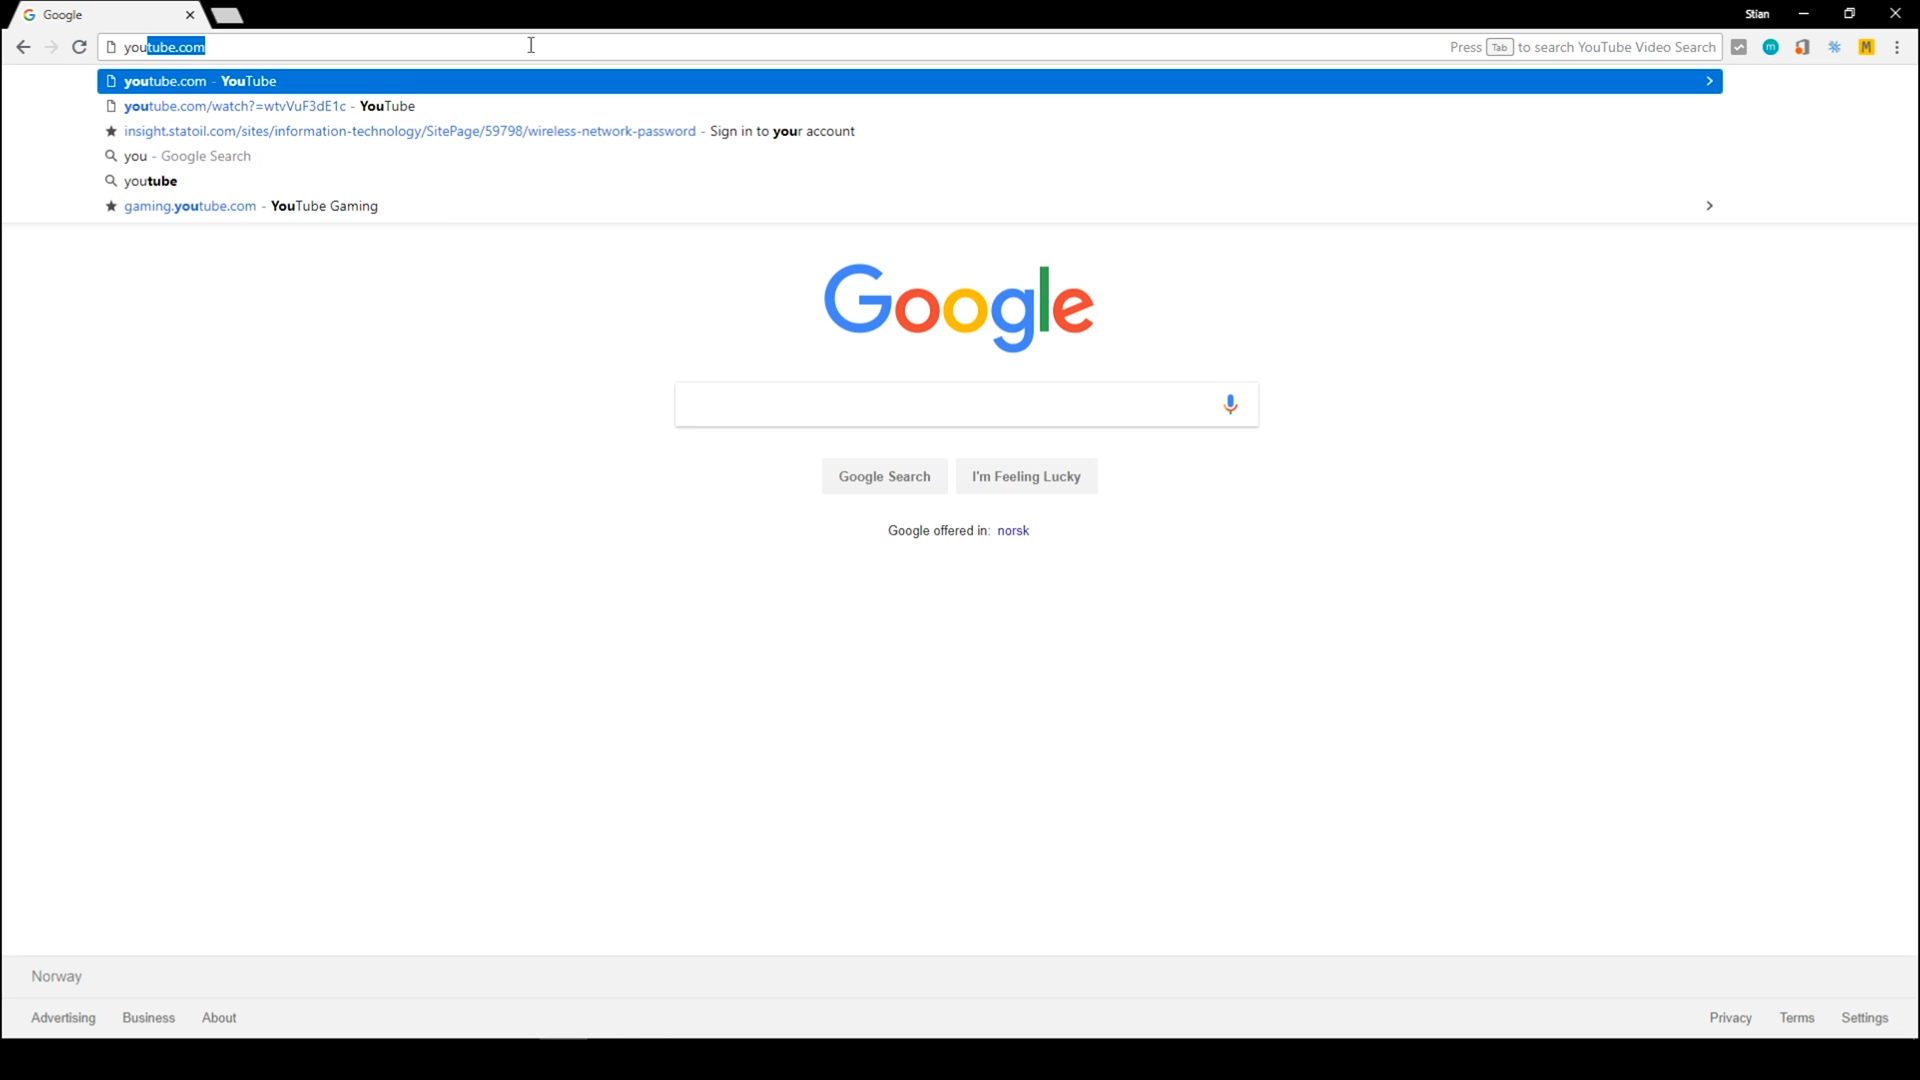 Google
Stian
youtube.com
Press Tab to search YouTube Video Search
m
M
youtube.com - YouTube
youtube.com/watch?=wtvVuF3dE1c - YouTube
insight.statoil.com/sites/information-technology/SitePage/59798/wireless-network-password - Sign in to your account
you - Google Search
youtube
gaming.youtube.com - YouTube Gaming
Google
Google Search
I'm Feeling Lucky
Google offered in: norsk
Norway
Advertising Business About
Privacy Terms Settings